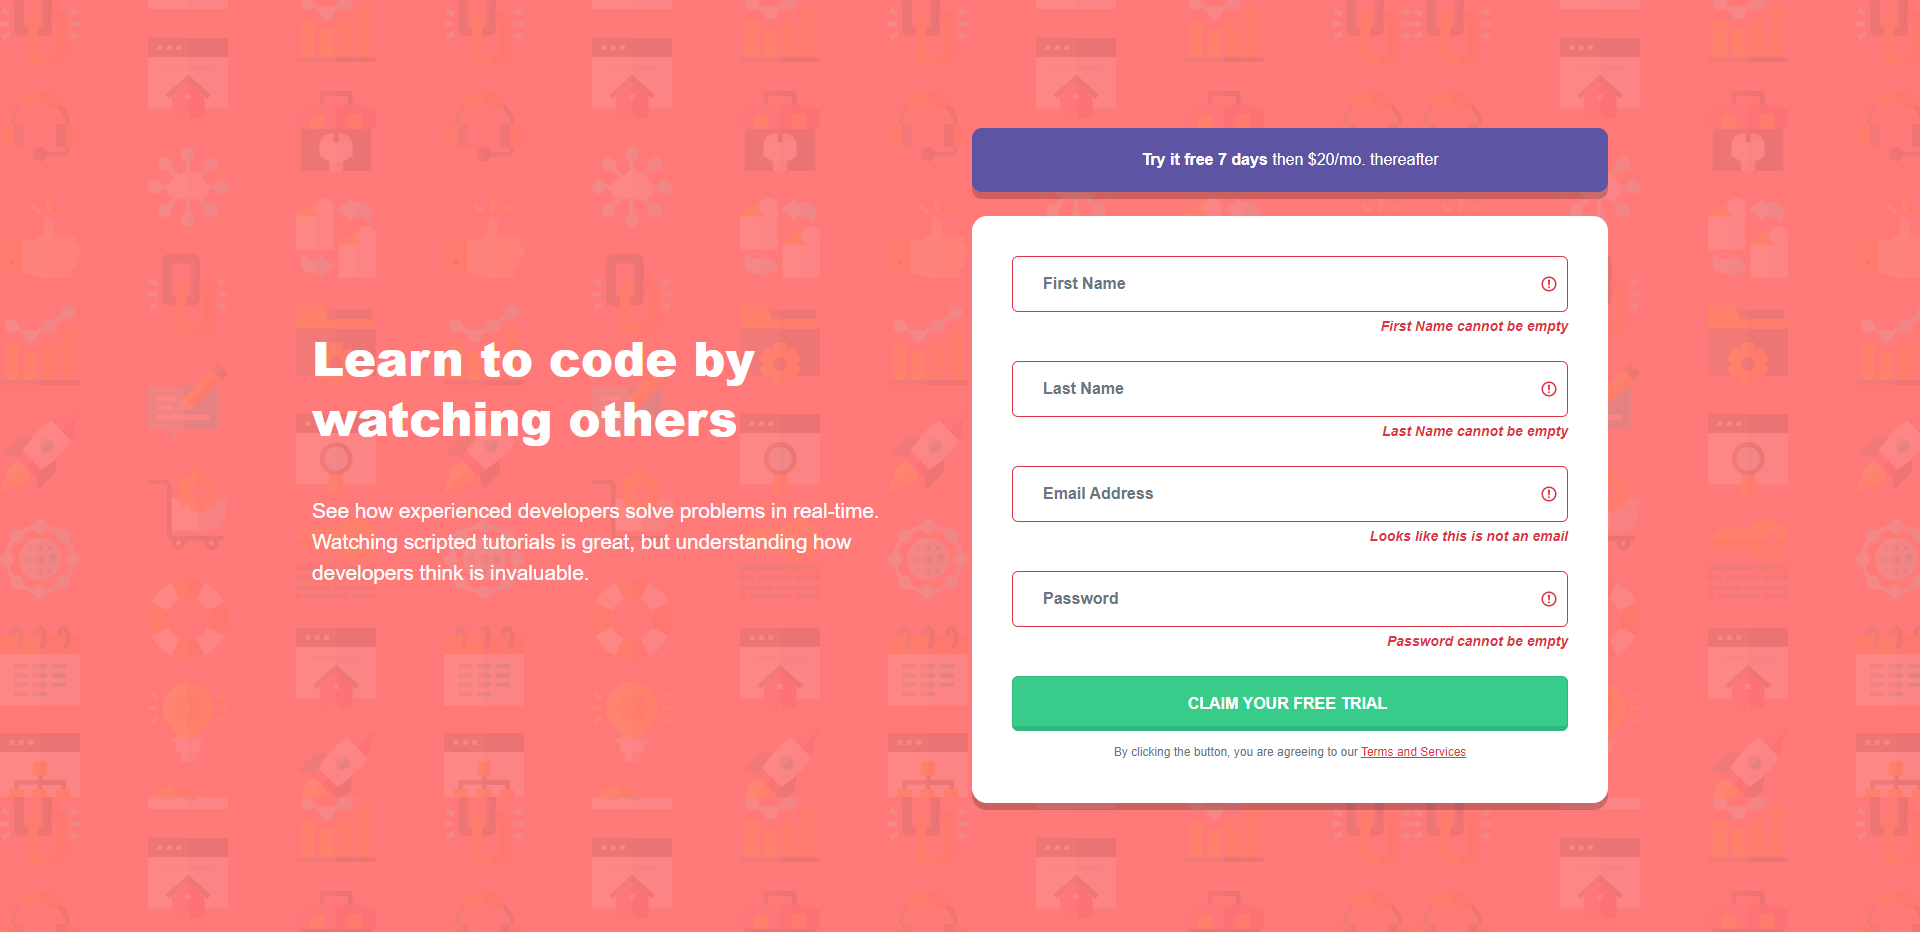 Learn to code by
watching others
See how experienced developers solve problems in real-time.
Watching scripted tutorials is great, but understanding how
developers think is invaluable.
Try it free 7 days then $20/mo. thereafter
First Name
First Name cannot be empty
Last Name
Last Name cannot be empty
Email Address
Looks like this is not an email
Password
Password cannot be empty
CLAIM YOUR FREE TRIAL
By clicking the button, you are agreeing to our Terms and Services